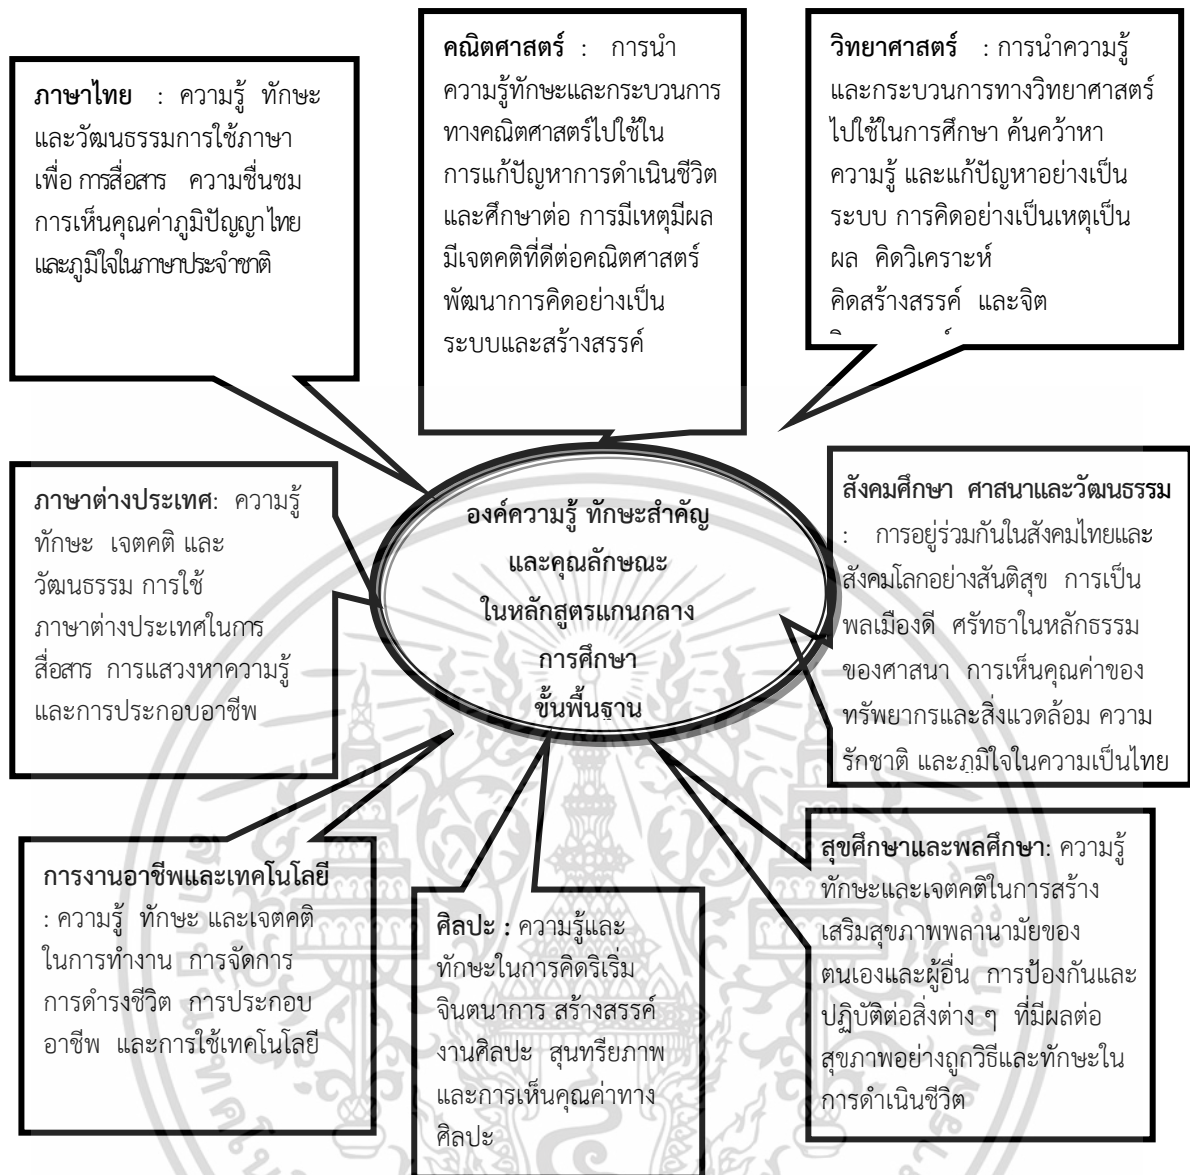 ภาษาไทย : ความรู้ ทักษะ
และวัฒนธรรมการใช้ภาษา
เพื่อ การสื่อสาร ความชื่นชม
การเห็นคุณค่าภูมิปัญญา ไทย
และภูมิใจในภาษาประจำชาติ
คณิตศาสตร์ : การนำ
ความรู้ทักษะและกระบวนการ
ทางคณิตศาสตร์ไปใช้ใน
การแก้ปัญหาการดำเนินชีวิต
และศึกษาต่อ การมีเหตุมีผล
มีเจตคติที่ดีต่อคณิตศาสตร์
พัฒนาการคิดอย่างเป็น
ระบบและสร้างสรรค์
วิทยาศาสตร์ : การนำความรู้
และกระบวนการทางวิทยาศาสตร์
ไปใช้ในการศึกษา ค้นคว้าหา
ความรู้ และแก้ปัญหาอย่างเป็น
ระบบ การคิดอย่างเป็นเหตุเป็น
ผล คิดวิเคราะห์
คิดสร้างสรรค์ และจิต
ภาษาต่างประเทศ: ความรู้
ทักษะ เจตคติ และ
วัฒนธรรม การใช้
ภาษาต่างประเทศในการ
สื่อสาร การแสวงหาความรู้
และการประกอบอาชีพ
องค์ความรู้ ทักษะสำคัญ
และคุณลักษณะ
ในหลักสูตรแกนกลาง
การศึกษา
ขั้นพื้นฐาน
สังคมศึกษา ศาสนาและวัฒนธรรม
: การอยู่ร่วมกันในสังคมไทยและ
สังคมโลกอย่างสันติสุข การเป็น
พลเมืองดี ศรัทธาในหลักธรรม
ของศาสนา การเห็นคุณค่าของ
ทรัพยากรและสิ่งแวดล้อม ความ
รักชาติ และภูมิใจในความเป็นไทย
การงานอาชีพและเทคโนโลยี
: ความรู้ ทักษะ และเจตคติ
ในการทำงาน การจัดการ
การดำรงชีวิต การประกอบ
อาชีพ และการใช้เทคโนโลยี
ศิลปะ : ความรู้และ
ทักษะในการคิดริเริ่ม
จินตนาการ สร้างสรรค์
งานศิลปะ สุนทรียภาพ
และการเห็นคุณค่าทาง
ศิลปะ
สุขศึกษาและพลศึกษา: ความรู้
ทักษะและเจตคติในการสร้าง
เสริมสุขภาพพลานามัยของ
ตนเองและผู้อื่น การป้องกันและ
ปฏิบัติต่อสิ่งต่าง ๆ ที่มีผลต่อ
สุขภาพอย่างถูกวิธีและทักษะใน
การดำเนินชีวิต